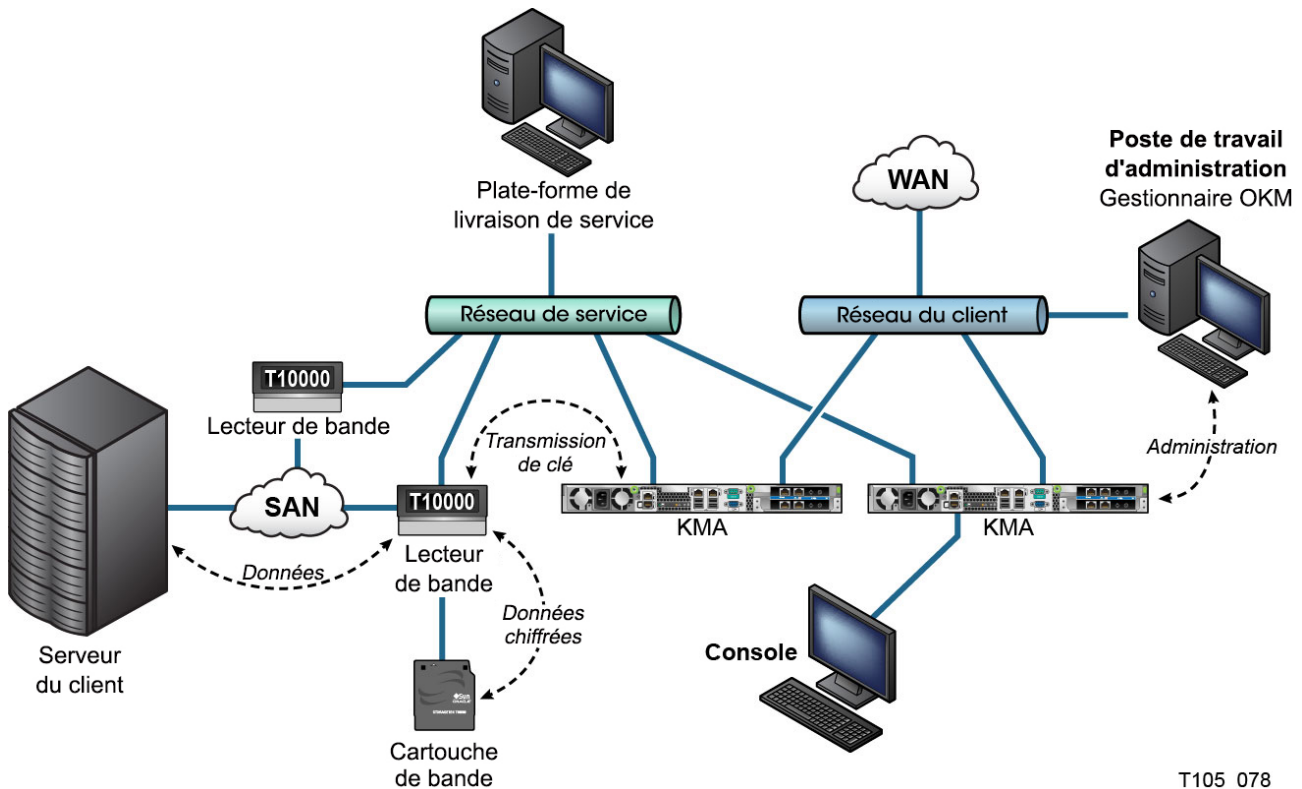 Plate-forme de
livraison de service
WAN
Poste de travail
d'administration
Gestionnaire OKM
Réseau de service
Réseau du client
T10000
Lecteur de bande
Transmission
de clé
Administration
SAN
T10000
KMA
KMA
Données
Lecteur
de bande
Données
chiffrées
Serveur
du client
Console
Cartouche
de bande
T105_078